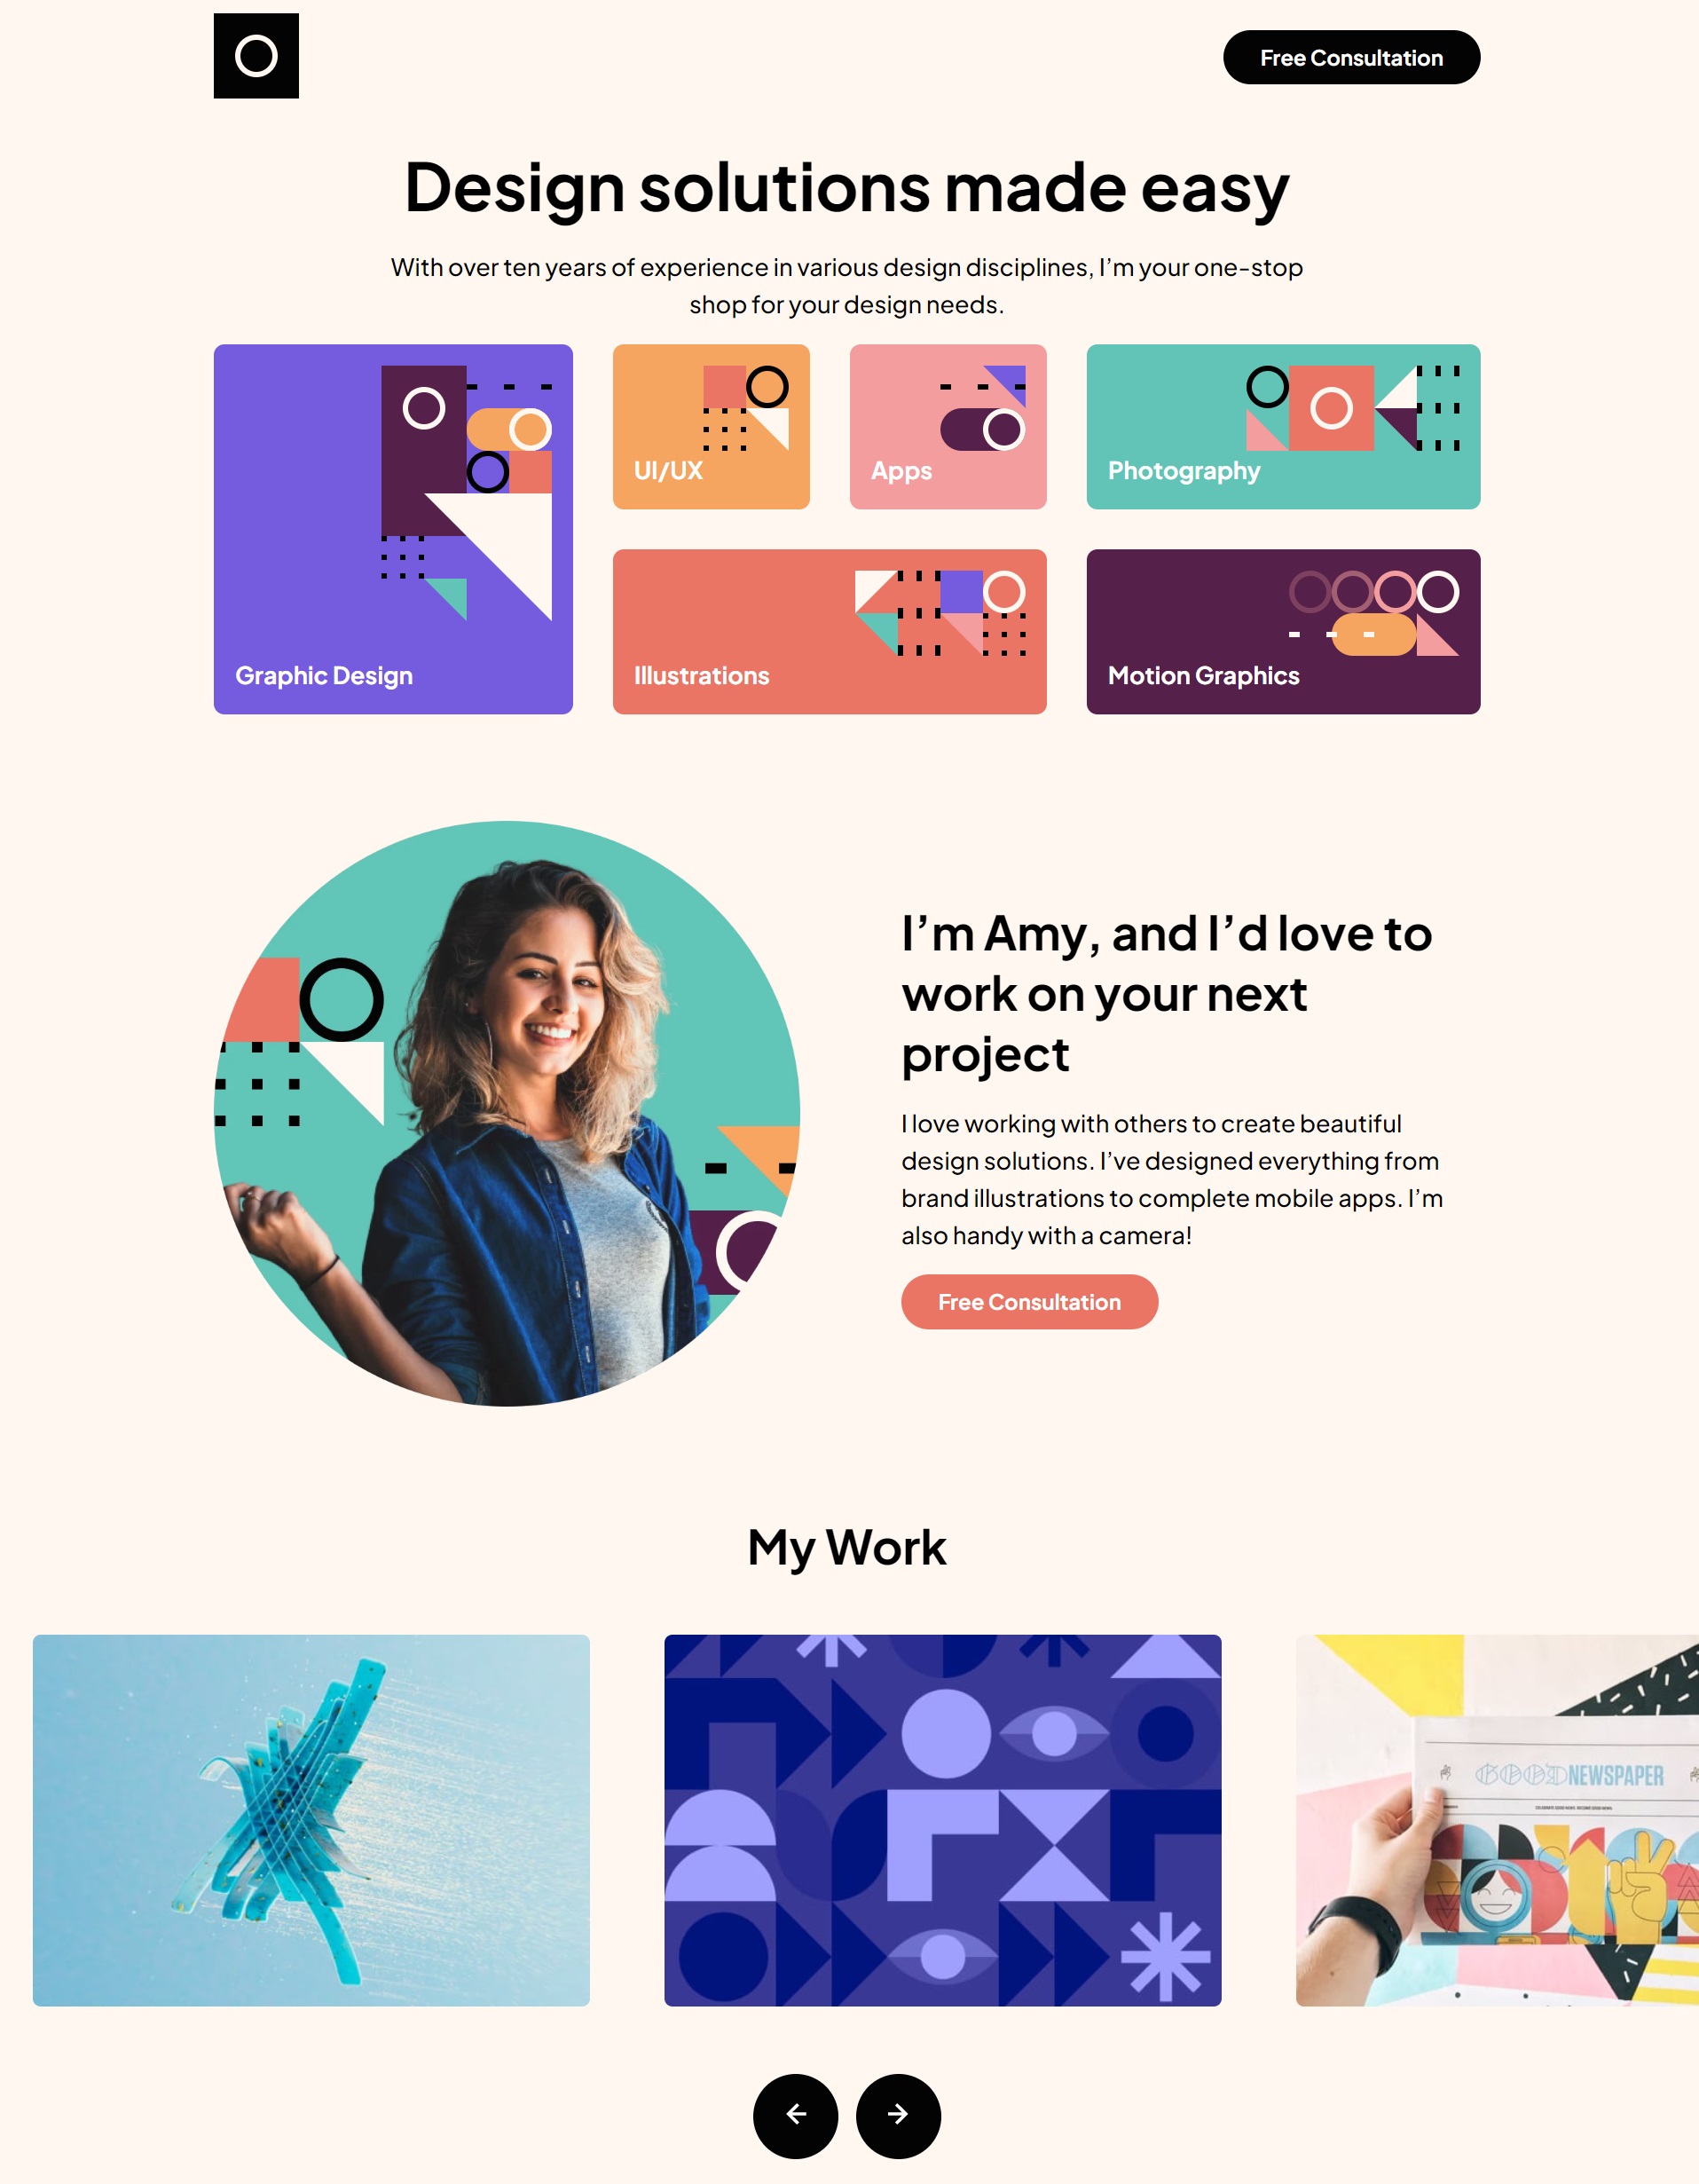 Free Consultation
Design solutions made easy
With over ten years of experience in various design disciplines, I’m your one-stop
shop for your design needs.
Graphic Design
UI/UX
Apps
Photography
Illustrations
Motion Graphics
I’m Amy, and I’d love to
work on your next
project
I love working with others to create beautiful
design solutions. I’ve designed everything from
brand illustrations to complete mobile apps. I’m
also handy with a camera!
Free Consultation
My Work
NEWSPAPER